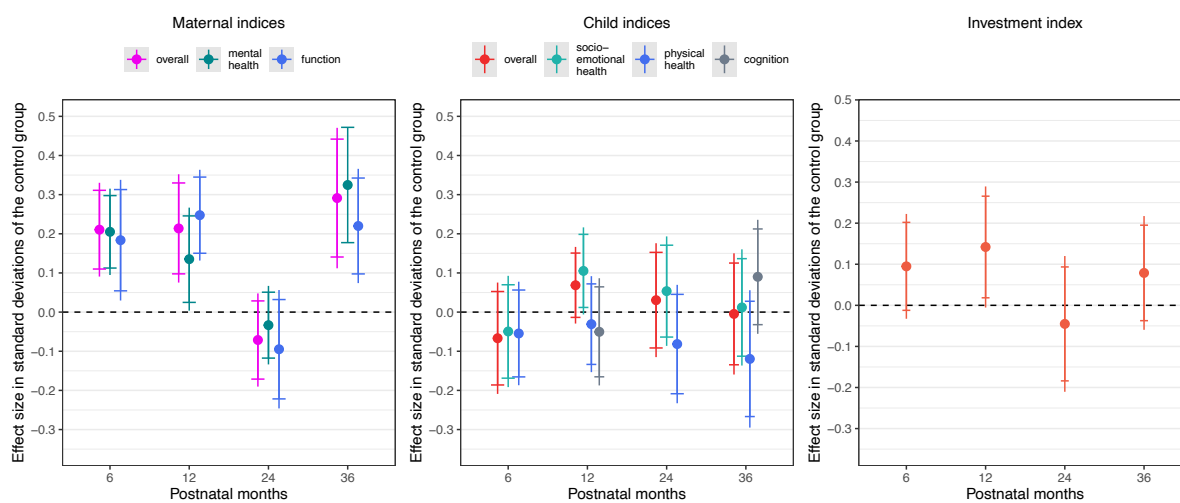 Maternal indices
overall
mental
health
function
Effect size in standard deviations of the control group
0.5
0.4
0.3
0.2
0.1
0.0
−0.1
−0.2
−0.3
6
12
24
36
Postnatal months
Child indices
overall
socio−
emotional
health
physical
health
cognition
Effect size in standard deviations of the control group
0.5
0.4
0.3
0.2
0.1
0.0
−0.1
−0.2
−0.3
6
12
24
36
Postnatal months
Investment index
Effect size in standard deviations of the control group
0.5
0.4
0.3
0.2
0.1
0.0
−0.1
−0.2
−0.3
6
12
24
36
Postnatal months